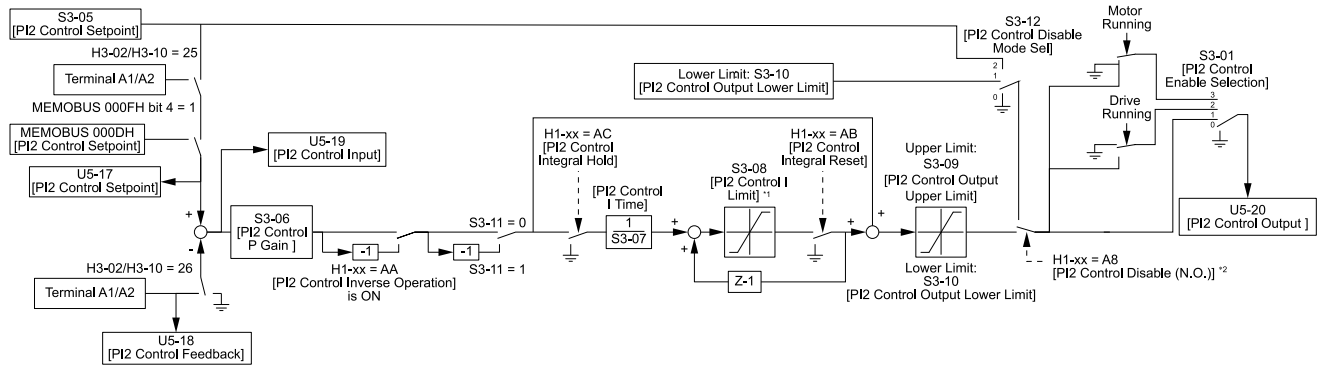 S3-05
[PI2 Control Setpoint]
H3-02/H3-10 = 25
Terminal A1/A2
MEMOBUS 000FH bit 4 = 1
MEMOBUS 000DH
[PI2 Control Setpoint]
U5-17
[PI2 Control Setpoint]
+
-
H3-02/H3-10 = 26
Terminal A1/A2
U5-18
[PI2 Control Feedback]
U5-19
[PI2 Control Input]
S3-06
[PI2 Control
P Gain]
-1
H1-xx = AA
[PI2 Control Inverse Operation]
is ON
S3-11 = 0
-1
S3-11 = 1
H1-xx = AC
[PI2 Control
Integral Hold]
[PI2 Control
I Time]
1
S3-07
+
+
S3-08
[PI2 Control I
Limit] *1
Z-1
H1-xx = AB
[PI2 Control
Integral Reset]
+
+
Upper Limit:
S3-09
[PI2 Control Output
Upper Limit]
Lower Limit:
S3-10
[PI2 Control Output Lower Limit]
Lower Limit: S3-10
[PI2 Control Output Lower Limit]
S3-12
[PI2 Control Disable
Mode Sel]
2
1
0
H1-xx = A8
[PI2 Control Disable (N.O.)] *2
Motor
Running
Drive
Running
S3-01
[PI2 Control
Enable Selection]
3
2
1
0
U5-20
[PI2 Control Output ]